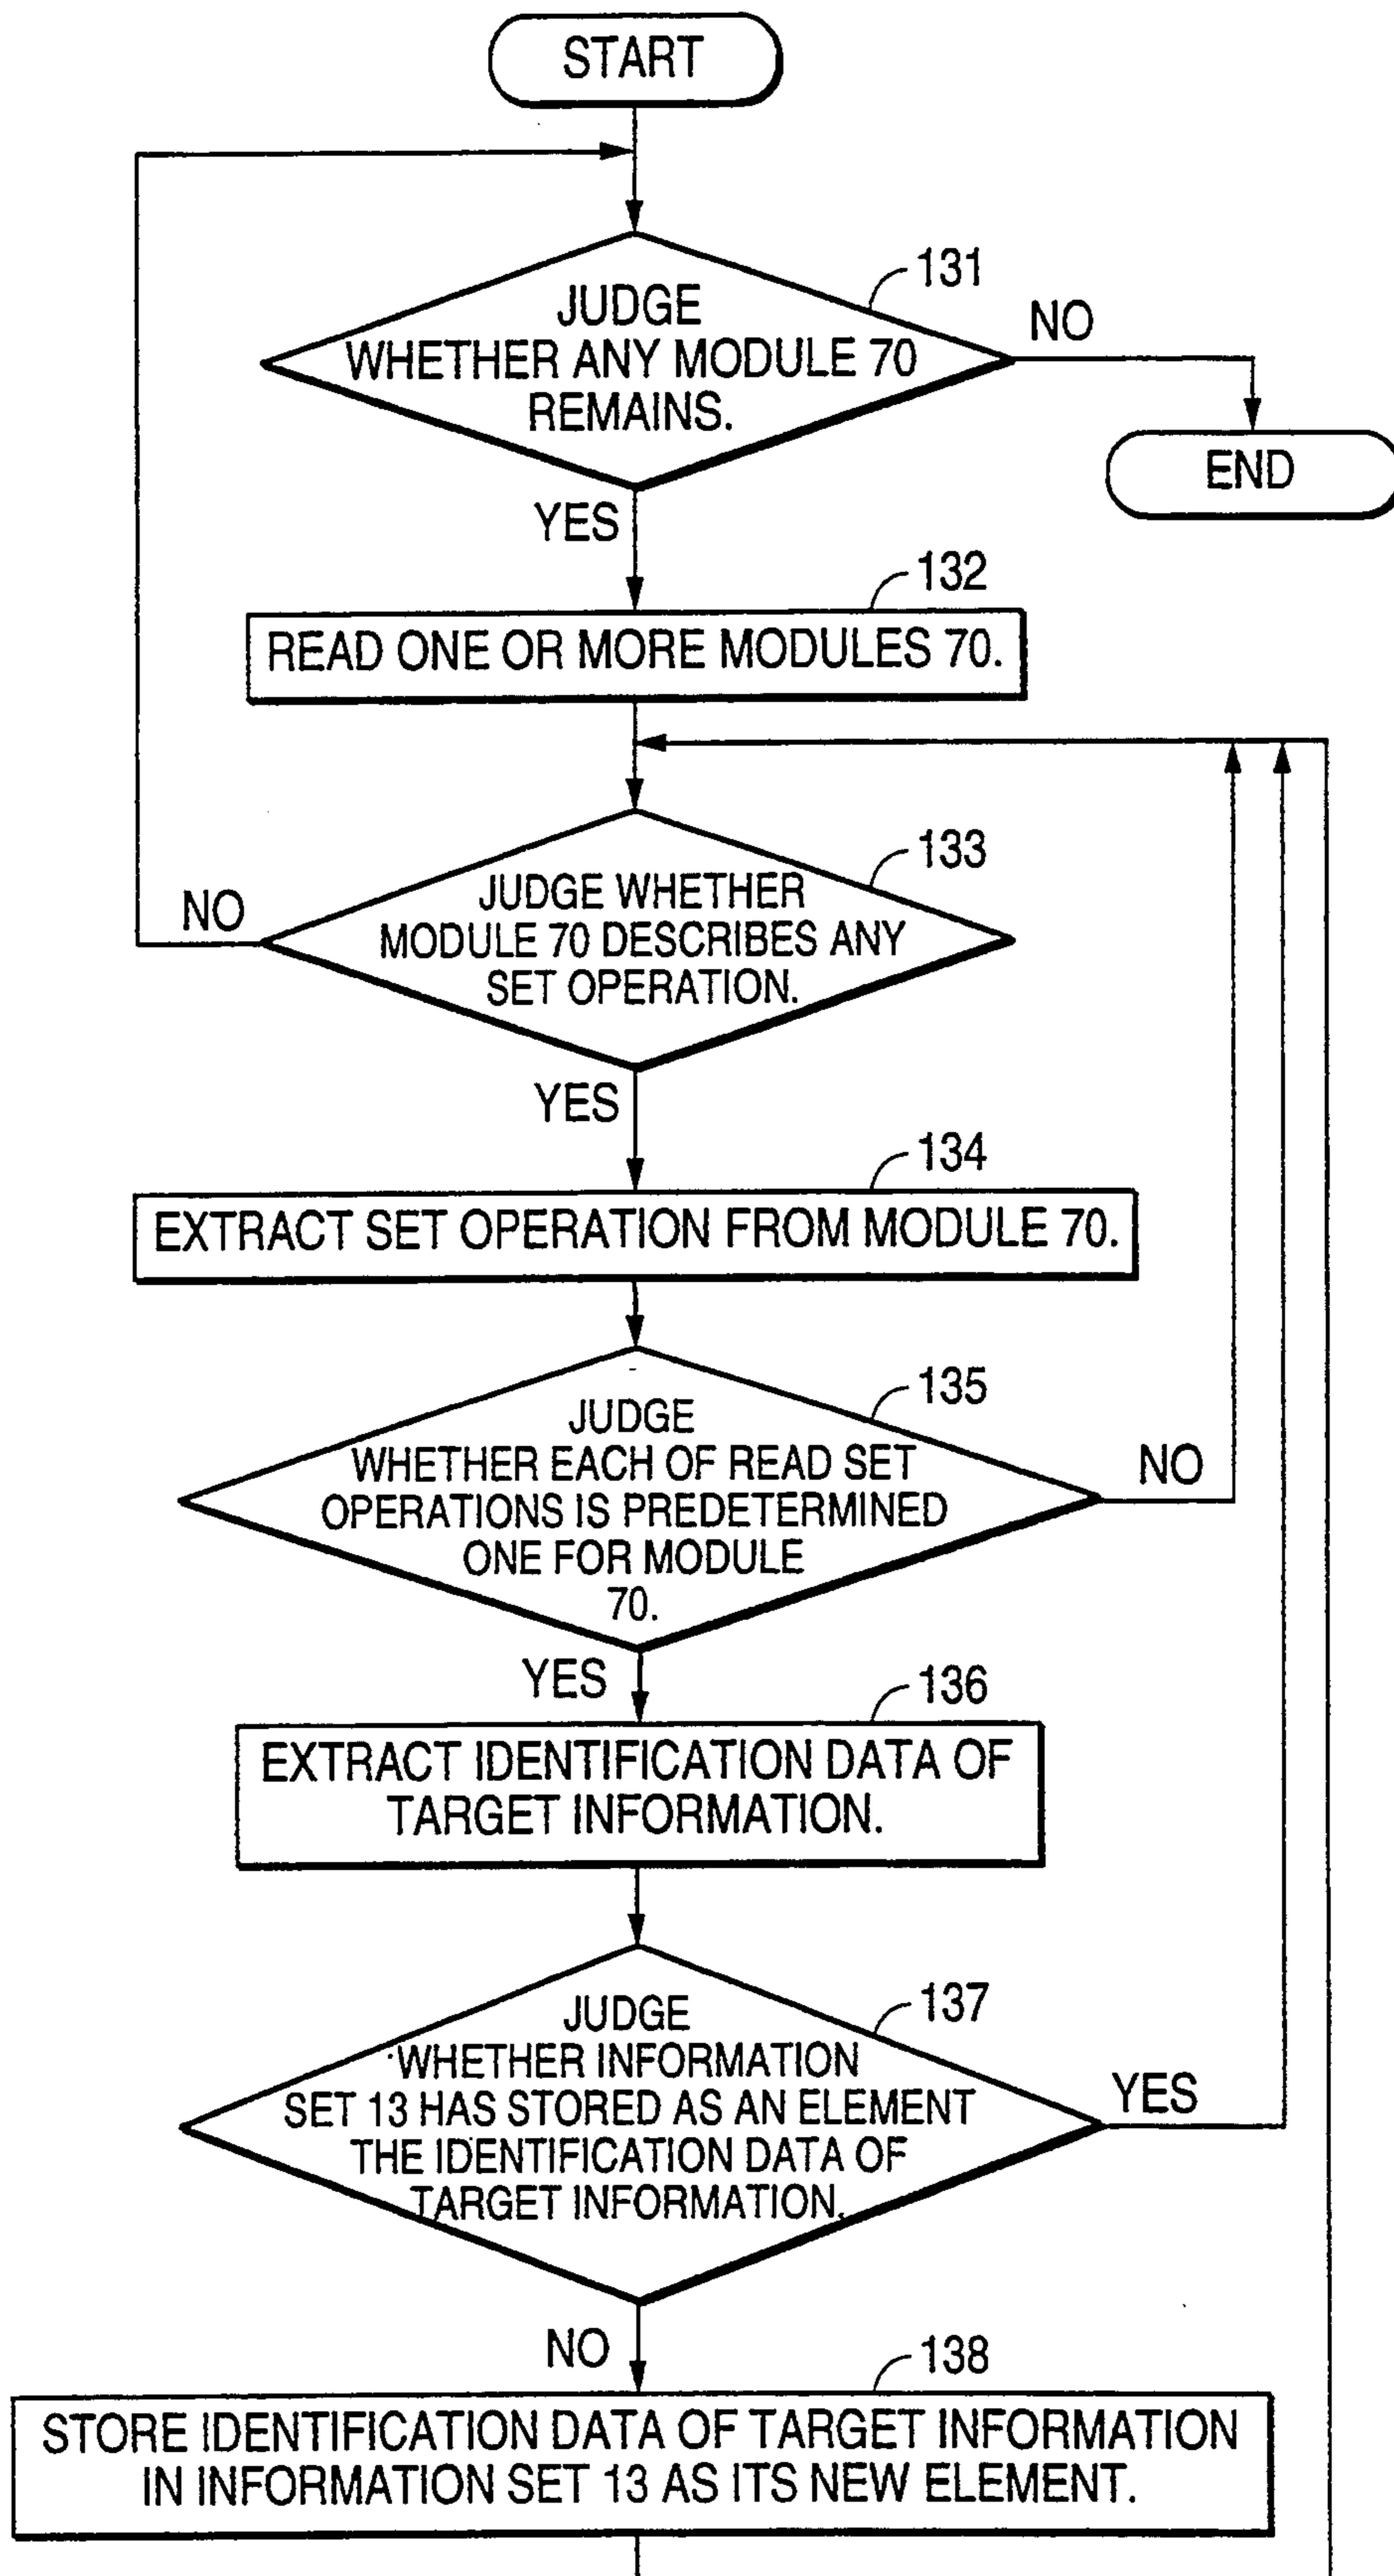 START
131
JUDGE
WHETHER ANY MODULE 70
REMAINS.
NO
END
YES
132
READ ONE OR MORE MODULES 70.
133
JUDGE WHETHER
MODULE 70 DESCRIBES ANY
SET OPERATION.
NO
YES
134
EXTRACT SET OPERATION FROM MODULE 70.
135
JUDGE
WHETHER EACH OF READ SET
OPERATIONS IS PREDETERMINED
ONE FOR MODULE
70.
NO
YES
136
EXTRACT IDENTIFICATION DATA OF
TARGET INFORMATION.
137
JUDGE
WHETHER INFORMATION
SET 13 HAS STORED AS AN ELEMENT
THE IDENTIFICATION DATA OF
TARGET INFORMATION.
YES
NO
138
STORE IDENTIFICATION DATA OF TARGET INFORMATION
IN INFORMATION SET 13 AS ITS NEW ELEMENT.